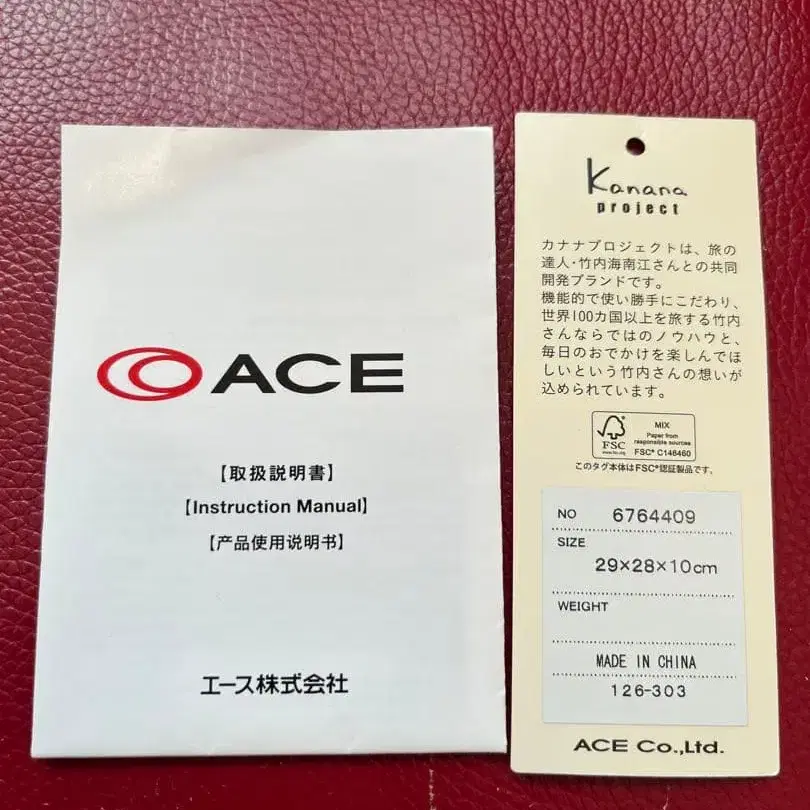 ACE
【取扱説明書】
【Instruction Manual】
【产品使用说明书】
エース株式会社
Kanana
project
カナナプロジェクトは、旅の
達人・竹内海南江さんとの共同
開発ブランドです。
機能的で使い勝手にこだわり、
世界100カ国以上を旅する竹内
さんならではのノウハウと、
毎日のおでかけを楽しんでほ
しいという竹内さんの想いが
込められています。
FSC
www.fsc.org
MIX
Paper from
responsible sources
FSC® C148460
このタグ本体はFSC®認証製品です。
NO 6764409
SIZE
29×28×10cm
WEIGHT
MADE IN CHINA
126-303
ACE Co.,Ltd.